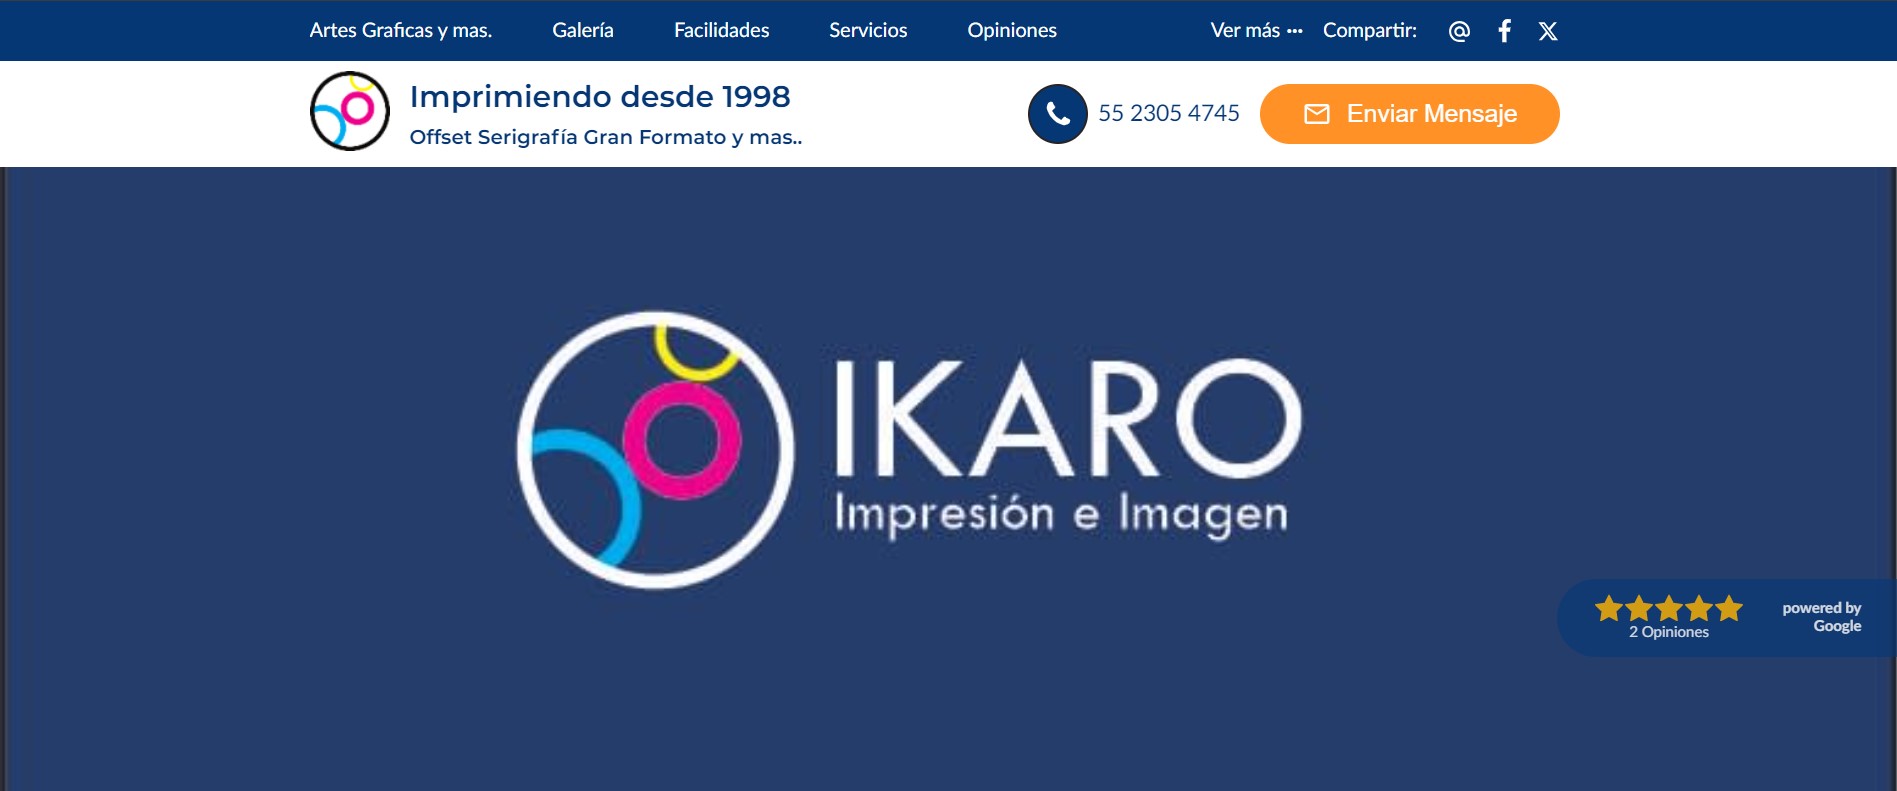 Artes Graficas y mas. Galería Facilidades Servicios Opiniones Ver más ••• Compartir:
Imprimiendo desde 1998
Offset Serigrafía Gran Formato y mas..
55 2305 4745
Enviar Mensaje
IKARO
Impresión e Imagen
2 Opiniones
powered by
Google